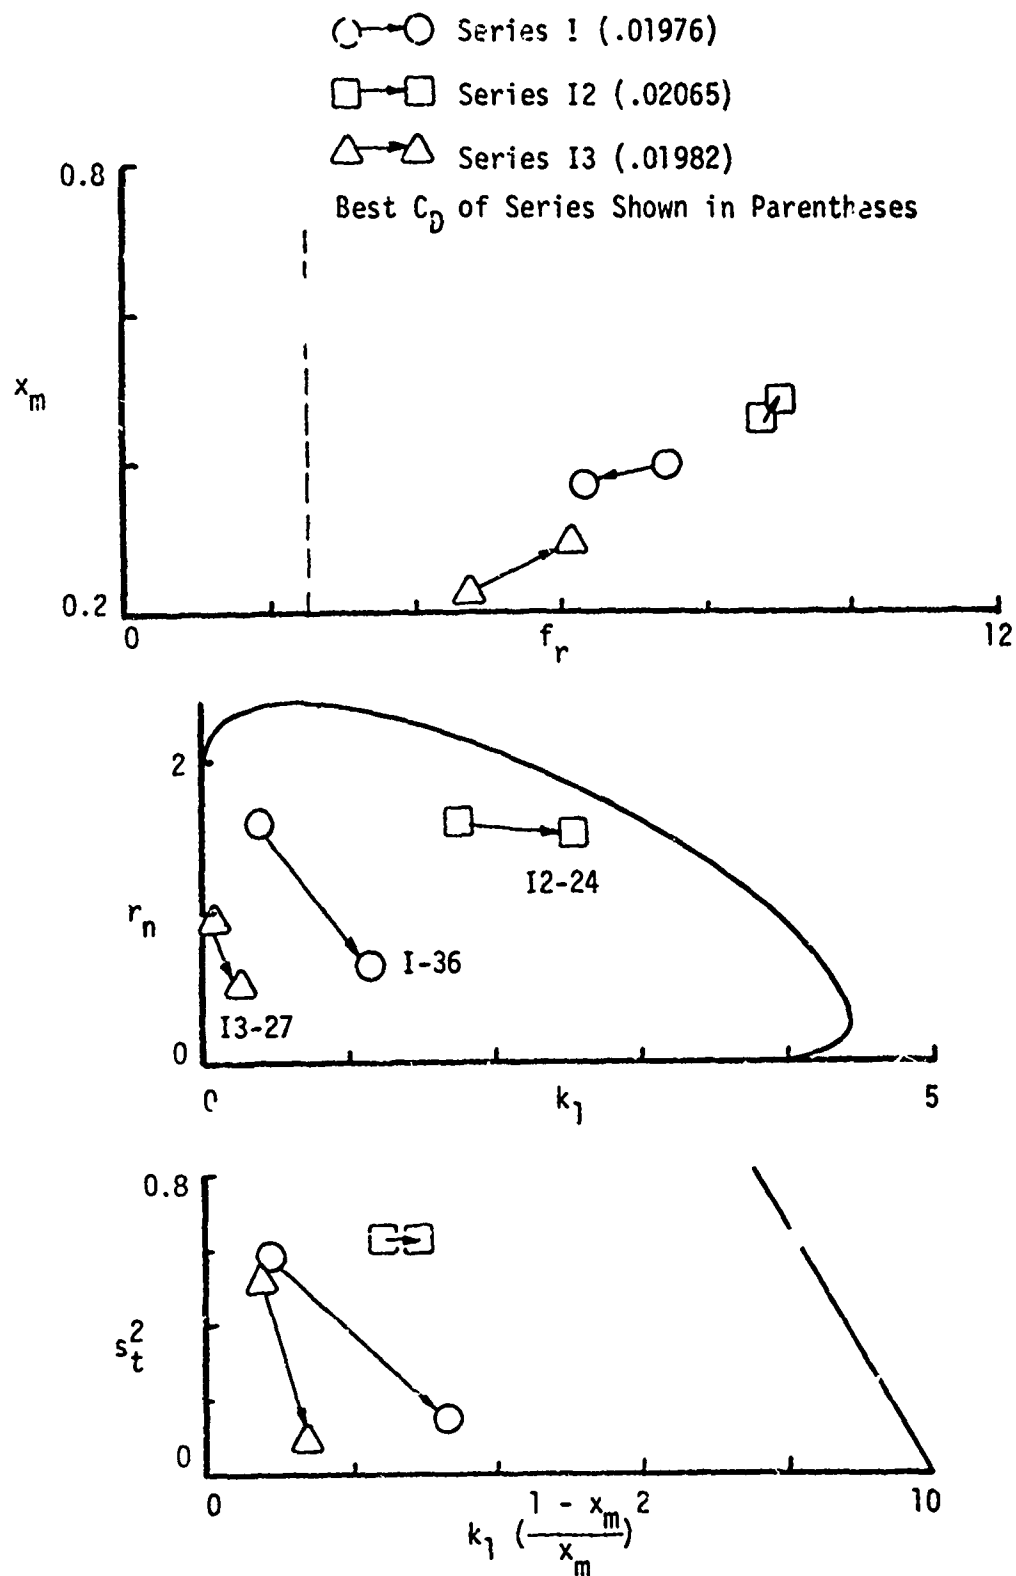 Series I (.01976)
Series I2 (.02065)
Series I3 (.01982)
Best C_D of Series Shown in Parentheses
0.8
x_m
0.2
0
f_r
12
2
r_n
0
I2-24
I-36
I3-27
0
k_1
5
0.8
s_t^2
0
0
k_1 (1 - x_m / x_m)^2
10